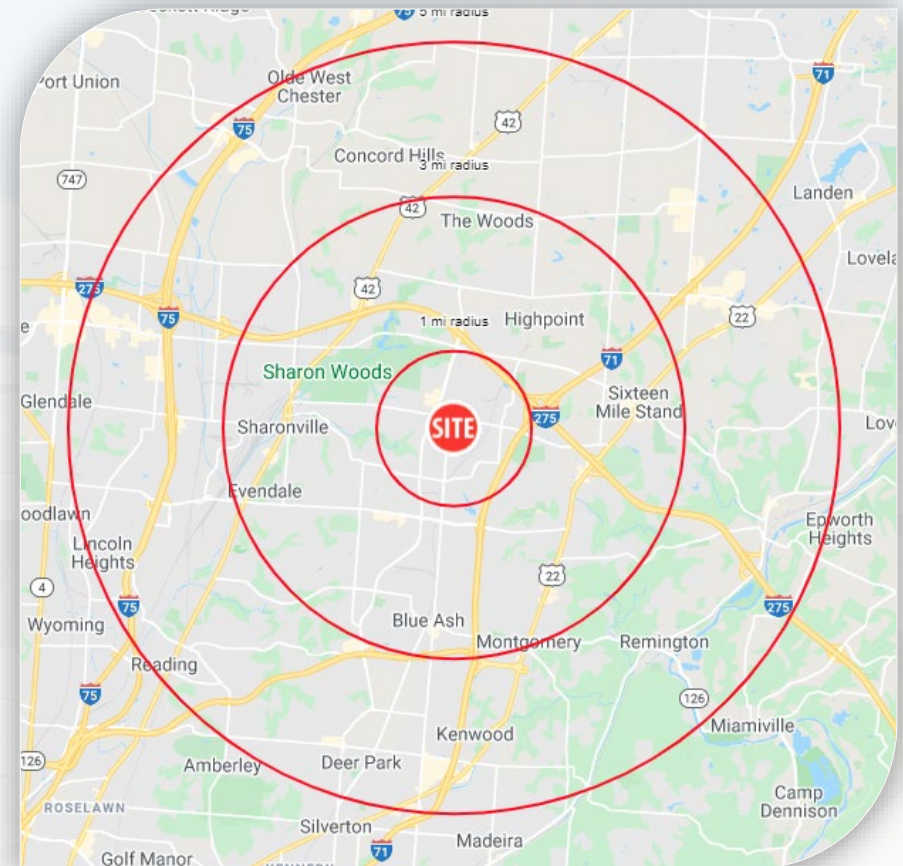 75
5 mi radius
Port Union
Olde West
Chester
71
75
42
Concord Hills
3 mi radius
747
42
The Woods
Landen
275
42
75
1 mi radius
Highpoint
22
71
Sharon Woods
Glendale
SITE
275
Sixteen
Mile Stand
Sharonville
Evendale
Lincoln
Heights
Epworth
Heights
4
75
22
275
Wyoming
Blue Ash
Montgomery
Remington
Reading
75
126
Kenwood
Miamiville
126
Amberley
Deer Park
ROSELAWN
Camp
Dennison
Silverton
Madeira
71
Golf Manor